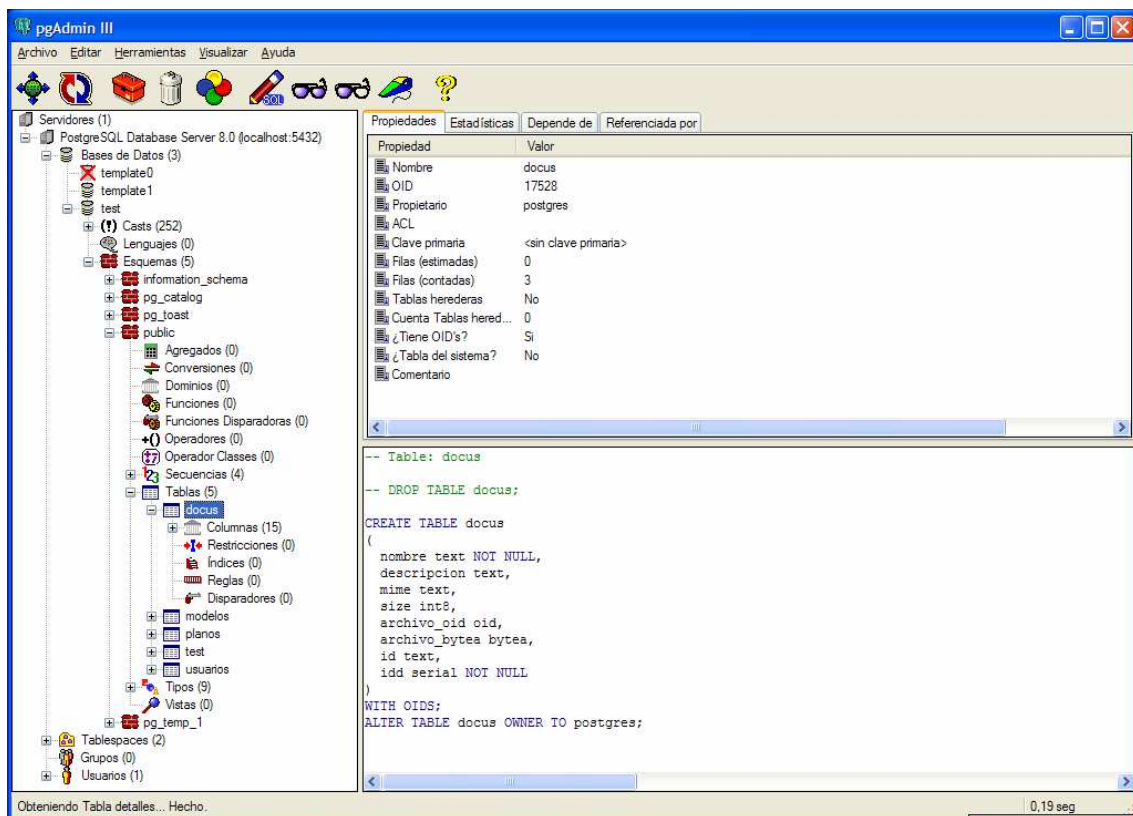 pgAdmin III
Archivo Editar Herramientas Visualizar Ayuda
SQL
Servidores (1)
PostgreSQL Database Server 8.0 (localhost:5432)
Bases de Datos (3)
template0
template1
test
Casts (252)
Lenguajes (0)
Esquemas (5)
information_schema
pg_catalog
pg_toast
public
Agregados (0)
Conversiones (0)
Dominios (0)
Funciones (0)
Funciones Disparadoras (0)
Operadores (0)
Operador Classes (0)
Secuencias (4)
Tablas (5)
docus
Columnas (15)
Restricciones (0)
Índices (0)
Reglas (0)
Disparadores (0)
modelos
planos
test
usuarios
Tipos (9)
Vistas (0)
pg_temp_1
Tablespaces (2)
Grupos (0)
Usuarios (1)
Propiedades Estadísticas Depende de Referenciada por
Propiedad Valor
Nombre docus
OID 17528
Propietario postgres
ACL
Clave primaria <sin clave primaria>
Filas (estimadas) 0
Filas (contadas) 3
Tablas herederas No
Cuenta Tablas hered... 0
¿Tiene OID's? Si
¿Tabla del sistema? No
Comentario
-- Table: docus
-- DROP TABLE docus;
CREATE TABLE docus
(
nombre text NOT NULL,
descripcion text,
mime text,
size int8,
archivo_oid oid,
archivo_bytea bytea,
id text,
idd serial NOT NULL
)
WITH OIDS;
ALTER TABLE docus OWNER TO postgres;
Obteniendo Tabla detalles... Hecho. 0,19 seg